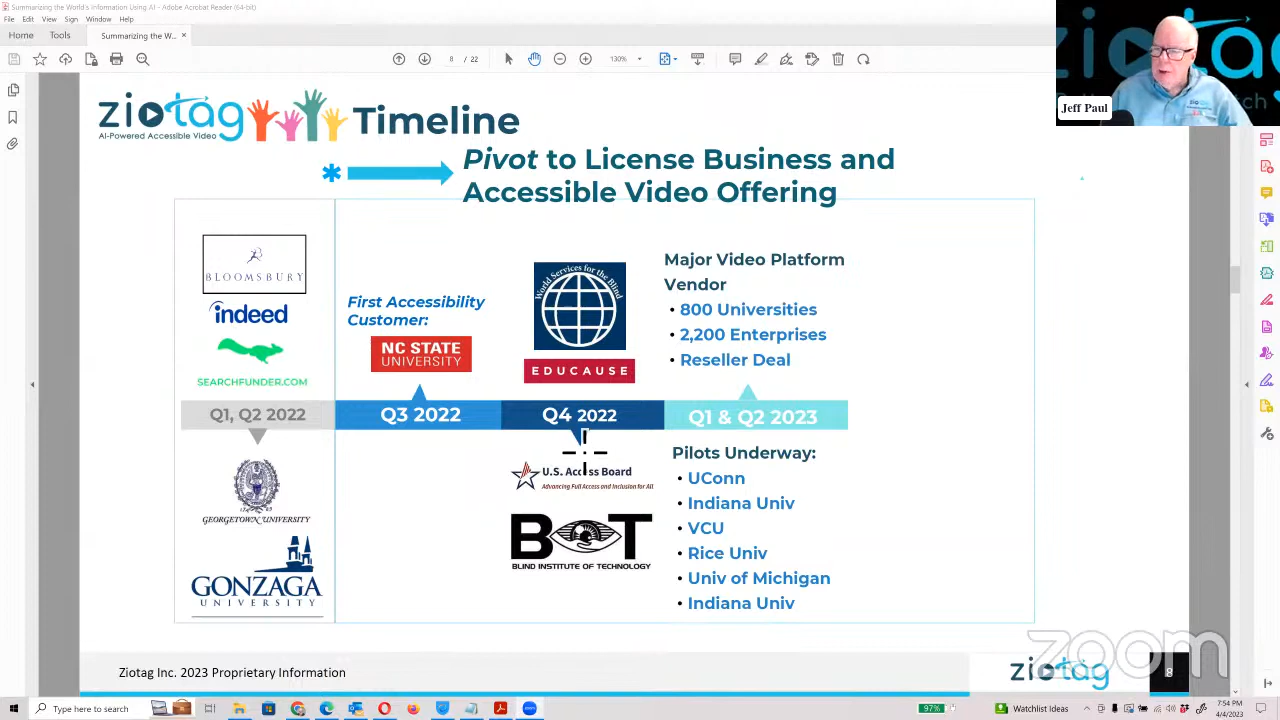 Summarizing the World's Information Using AI - Adobe Acrobat Reader (64-bit)
File Edit View Sign Window Help
Home Tools Summarizing the W... ×
8 / 22 130%
ziotag
AI-Powered Accessible Video
Timeline
Pivot to License Business and
Accessible Video Offering
Jeff Paul
BLOOMSBURY
indeed
SEARCHFUNDER.COM
First Accessibility
Customer:
NC STATE
UNIVERSITY
World Services for the Blind
EDUCAUSE
Major Video Platform
Vendor
• 800 Universities
• 2,200 Enterprises
• Reseller Deal
Q1, Q2 2022
Q3 2022
Q4 2022
Q1 & Q2 2023
GEORGETOWN UNIVERSITY
GONZAGA
UNIVERSITY
U.S. Access Board
Advancing Full Access and Inclusion for All
BOT
BLIND INSTITUTE OF TECHNOLOGY
Pilots Underway:
• UConn
• Indiana Univ
• VCU
• Rice Univ
• Univ of Michigan
• Indiana Univ
zoom
Ziotag Inc. 2023 Proprietary Information
ziotag
8
Type here to search
97%
Watchlist Ideas
7:54 PM
4/4/2023